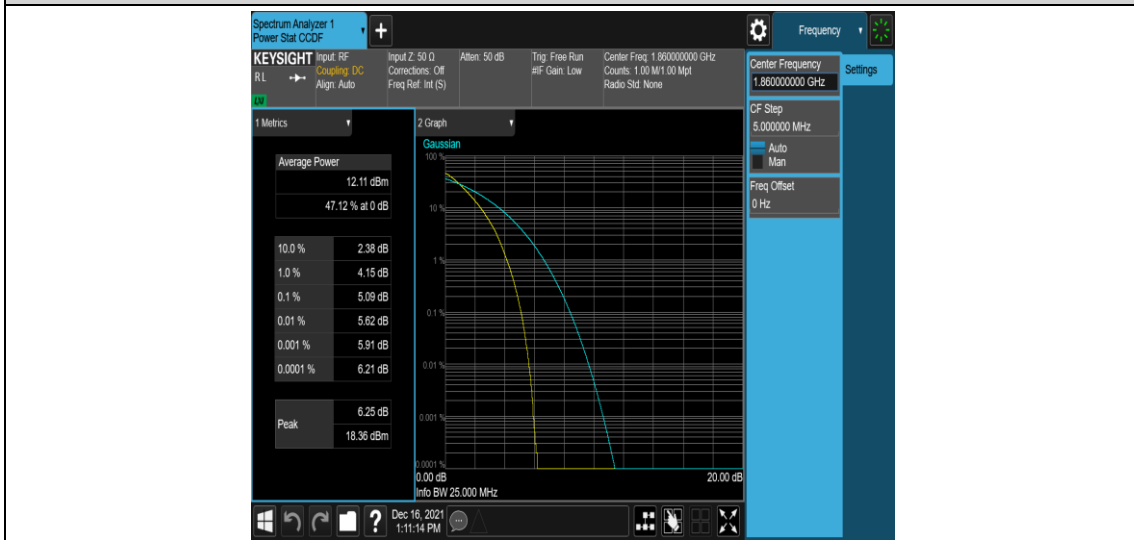 Spectrum Analyzer 1
Power Stat CCDF
Frequency
KEYSIGHT
RL
LXI
Input: RF
Coupling: DC
Align: Auto
Input Z: 50 Ω
Corrections: Off
Freq Ref: Int (S)
Atten: 50 dB
Trig: Free Run
#IF Gain: Low
Center Freq: 1.860000000 GHz
Counts: 1.00 M/1.00 Mpt
Radio Std: None
Center Frequency
1.860000000 GHz
Settings
CF Step
5.000000 MHz
Auto
Man
Freq Offset
0 Hz
1 Metrics
Average Power
12.11 dBm
47.12 % at 0 dB
10.0 % 2.38 dB
1.0 % 4.15 dB
0.1 % 5.09 dB
0.01 % 5.62 dB
0.001 % 5.91 dB
0.0001 % 6.21 dB
Peak
6.25 dB
18.36 dBm
2 Graph
Gaussian
100 %
10 %
1 %
0.1 %
0.01 %
0.001 %
0.0001 %
0.00 dB 20.00 dB
Info BW 25.000 MHz
?
Dec 16, 2021
1:11:14 PM